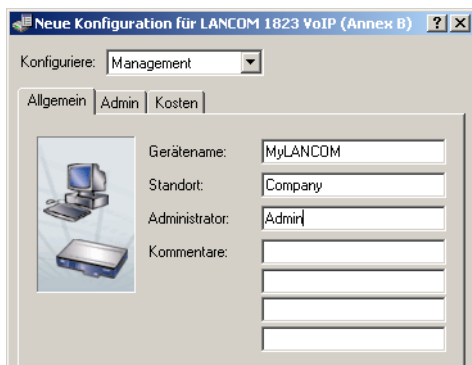 Neue Konfiguration für LANCOM 1823 VoIP (Annex B)
Konfiguriere: Management
Allgemein Admin Kosten
Gerätename: MyLANCOM
Standort: Company
Administrator: Admin
Kommentare: